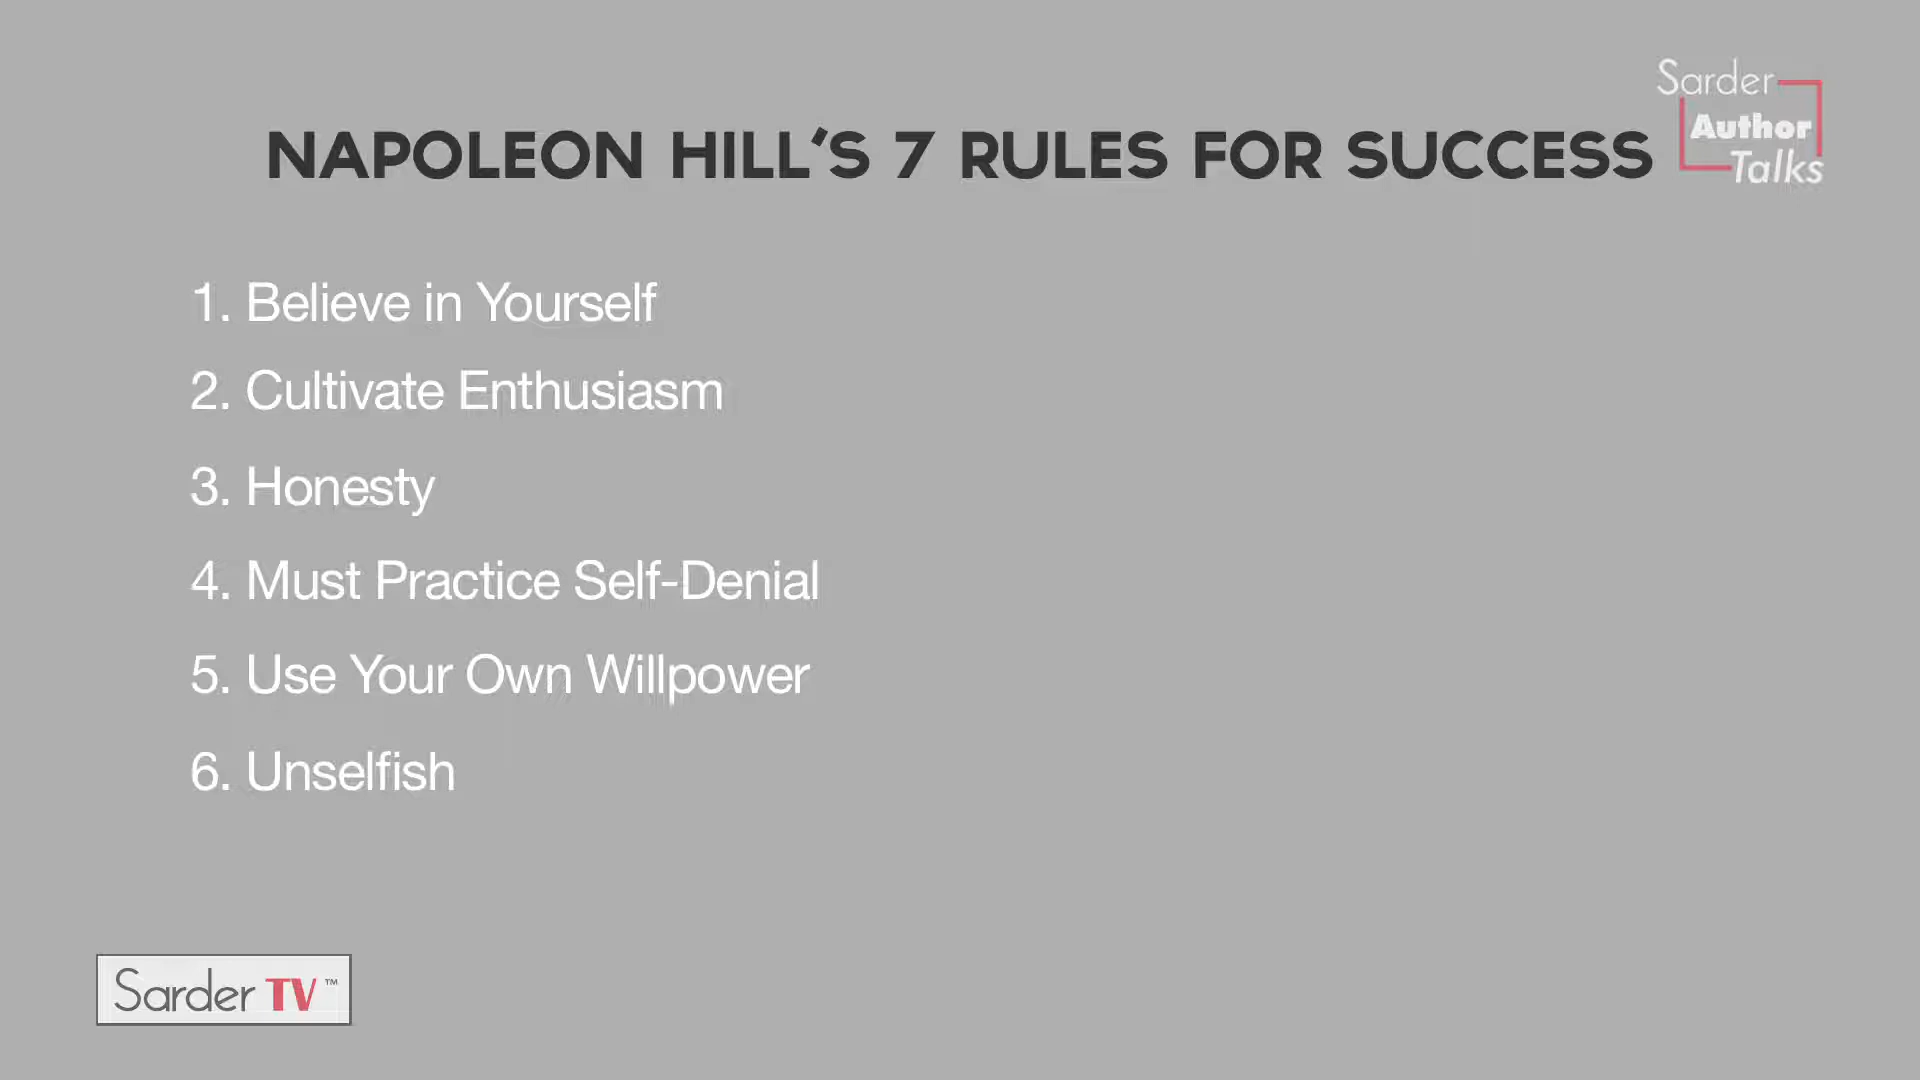 Sarder
Author
Talks
NAPOLEON HILL'S 7 RULES FOR SUCCESS
1. Believe in Yourself
2. Cultivate Enthusiasm
3. Honesty
4. Must Practice Self-Denial
5. Use Your Own Willpower
6. Unselfish
Sarder TV™